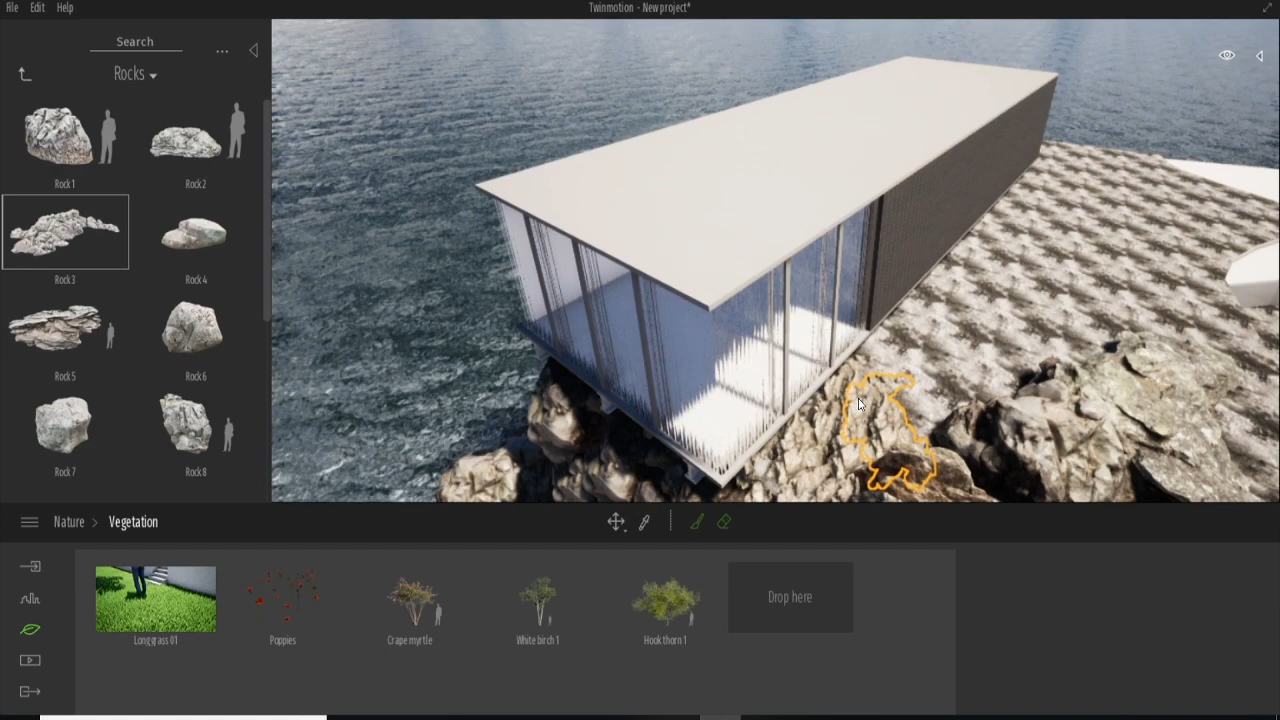 File Edit Help
Twinmotion - New project*
Search
...
Rocks
Rock1
Rock2
Rock3
Rock4
Rock5
Rock6
Rock7
Rock8
Nature > Vegetation
Drop here
Longgrass 01
Poppies
Crape myrtle
White birch 1
Hook thorn 1